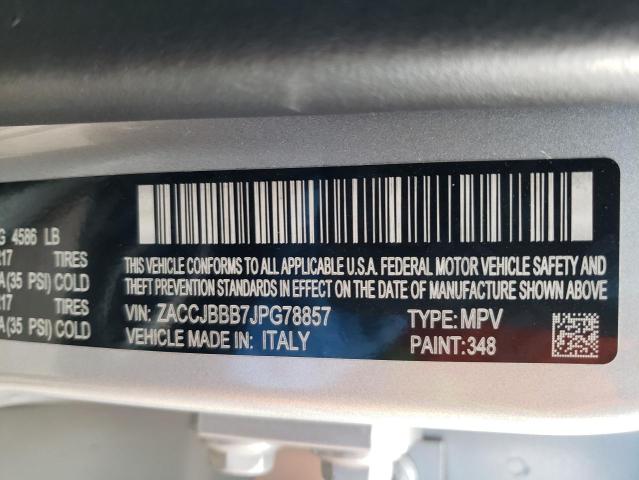 G 4586 LB
R17 TIRES
A(35 PSI) COLD
R17 TIRES
A(35 PSI) COLD
THIS VEHICLE CONFORMS TO ALL APPLICABLE U.S.A. FEDERAL MOTOR VEHICLE SAFETY AND
THEFT PREVENTION STANDARDS IN EFFECT ON THE DATE OF MANUFACTURE SHOWN ABOVE
VIN: ZACCJBBB7JPG78857 TYPE: MPV
VEHICLE MADE IN: ITALY PAINT:348